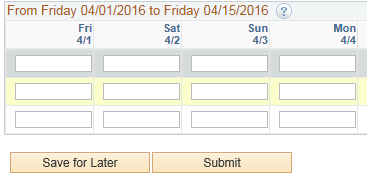 From Friday 04/01/2016 to Friday 04/15/2016 ?
Fri Sat Sun Mon
4/1 4/2 4/3 4/4
Save for Later Submit